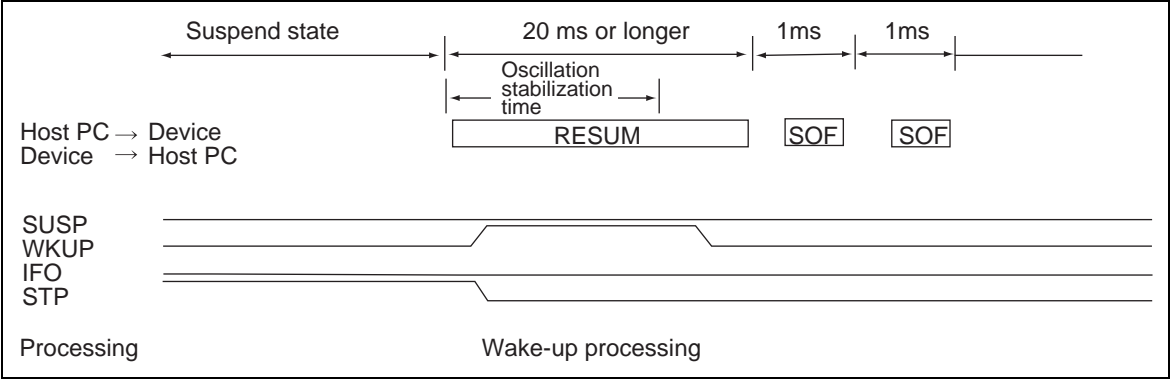 Suspend state 20 ms or longer 1ms 1ms
Oscillation
stabilization
time
Host PC → Device RESUM SOF SOF
Device → Host PC
SUSP
WKUP
IFO
STP
Processing Wake-up processing